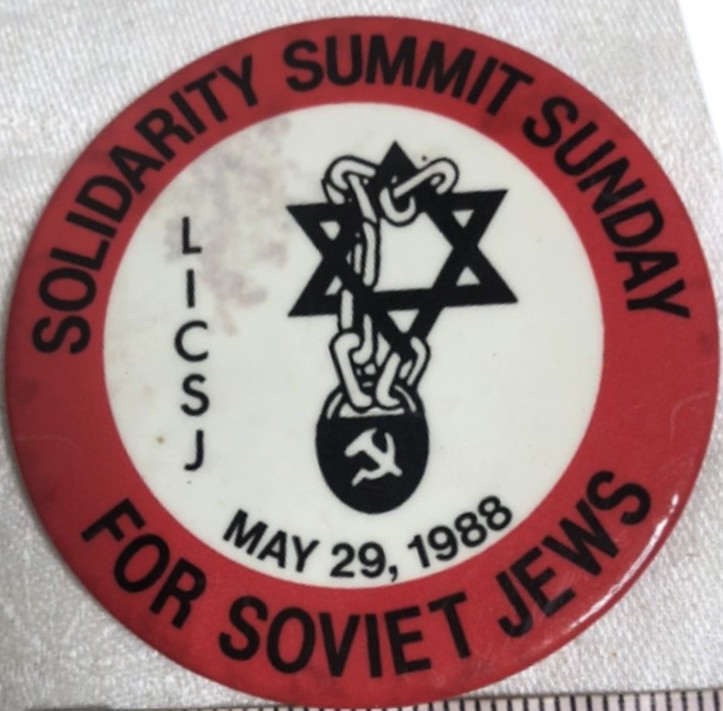 SOLIDARITY SUMMIT SUNDAY
LICSJ
MAY 29, 1988
FOR SOVIET JEWS